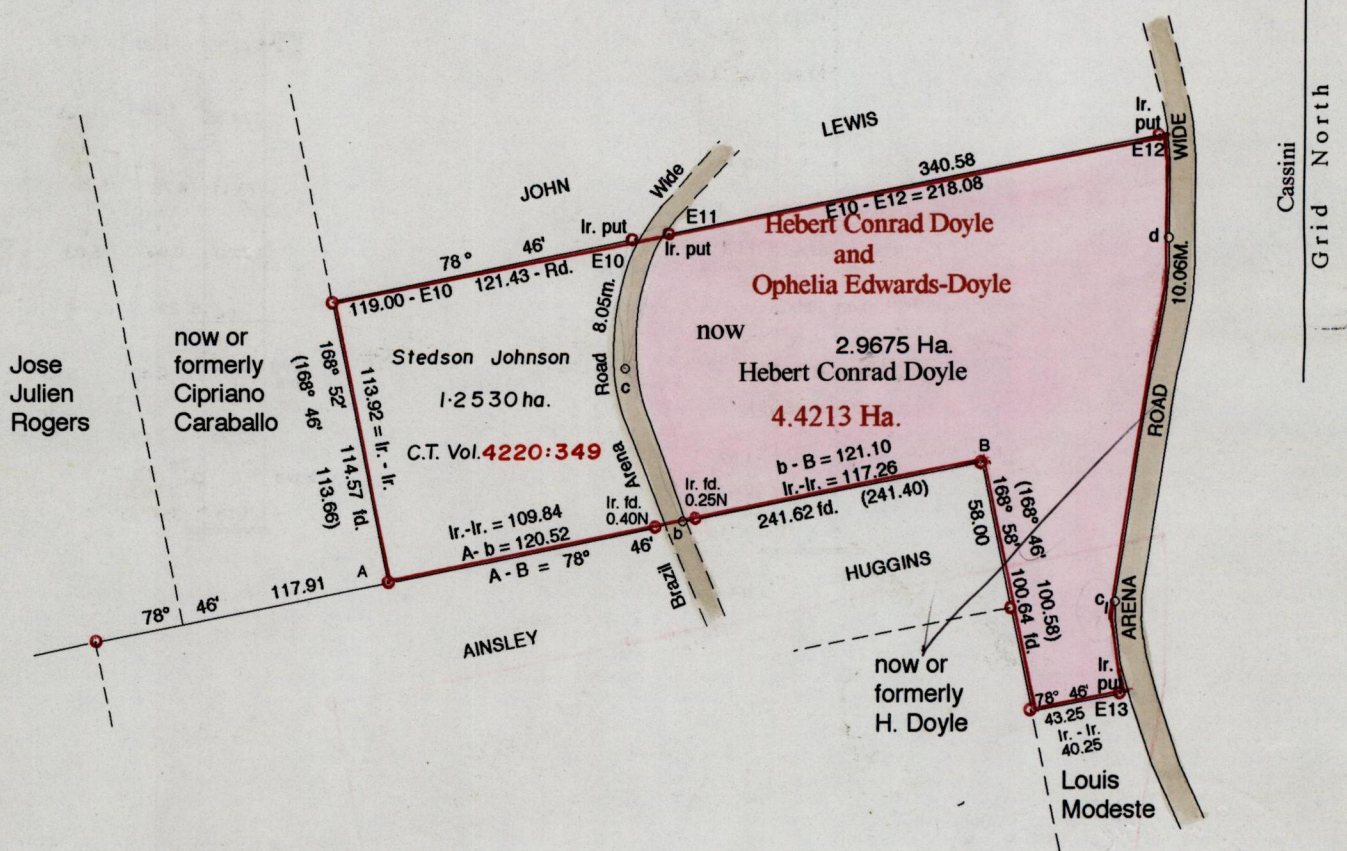 Cassini
Grid North
LEWIS
JOHN
Wide
Ir.
put
E12
WIDE
340.58
E10 - E12 = 218.08
E11
Ir. put
Ir. put
E10
78° 46'
119.00 - E10 121.43 - Rd.
Hebert Conrad Doyle
and
Ophelia Edwards-Doyle
d
10.06M.
now
2.9675 Ha.
Hebert Conrad Doyle
4.4213 Ha.
8.05m.
Road
c
Arena
Brazil
Jose
Julien
Rogers
now or
formerly
Cipriano
Caraballo
168° 52'
(168° 46'
113.92 = Ir. - Ir.
114.57 fd.
113.66)
Stedson Johnson
1·2530 ha.
C.T. Vol. 4220:349
ROAD
b - B = 121.10
Ir.-Ir. = 117.26
241.62 fd. (241.40)
B
Ir. fd.
0.25N
Ir. fd.
0.40N
b
Ir.-Ir. = 109.84
A- b = 120.52
A - B = 78° 46'
A
117.91
78° 46'
AINSLEY
HUGGINS
58.00
168° 58'
(168° 46'
100.64 fd.
100.58)
ARENA
now or
formerly
H. Doyle
Ir.
put
78° 46'
43.25
E13
Ir. - Ir.
40.25
Louis
Modeste